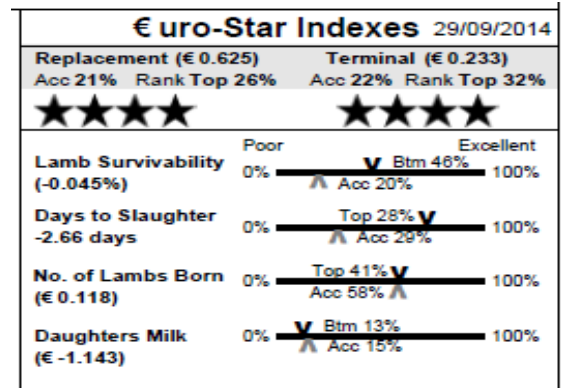 € uro-Star Indexes 29/09/2014
Replacement (€ 0.625) Terminal (€ 0.233)
Acc 21% Rank Top 26% Acc 22% Rank Top 32%
Poor Excellent
Lamb Survivability 0% Btm 46% 100%
(-0.045%) Acc 20%
Days to Slaughter 0% Top 28% 100%
-2.66 days Acc 29%
No. of Lambs Born 0% Top 41% 100%
(€ 0.118) Acc 58%
Daughters Milk 0% Btm 13% 100%
(€ -1.143) Acc 15%